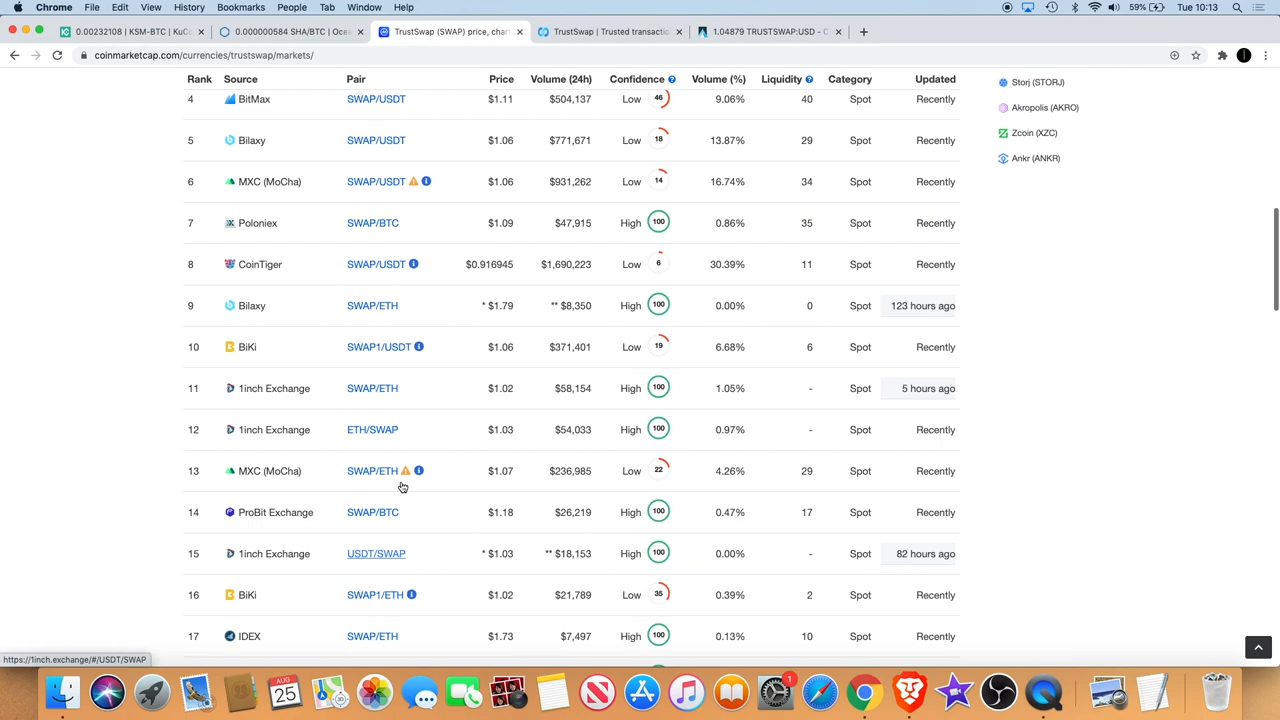 Chrome File Edit View History Bookmarks People Tab Window Help 59% Tue 10:13
0.00232108 | KSM-BTC | KuCo 0.000000584 SHA/BTC | Ocea TrustSwap (SWAP) price, char TrustSwap | Trusted transactio 1.04879 TRUSTSWAP:USD - C
coinmarketcap.com/currencies/trustswap/markets/
Rank Source Pair Price Volume (24h) Confidence Volume (%) Liquidity Category Updated
4 BitMax SWAP/USDT $1.11 $504,137 Low 46 9.06% 40 Spot Recently
5 Bilaxy SWAP/USDT $1.06 $771,671 Low 18 13.87% 29 Spot Recently
6 MXC (MoCha) SWAP/USDT $1.06 $931,262 Low 14 16.74% 34 Spot Recently
7 Poloniex SWAP/BTC $1.09 $47,915 High 100 0.86% 35 Spot Recently
8 CoinTiger SWAP/USDT $0.916945 $1,690,223 Low 6 30.39% 11 Spot Recently
9 Bilaxy SWAP/ETH * $1.79 ** $8,350 High 100 0.00% 0 Spot 123 hours ago
10 BiKi SWAP1/USDT $1.06 $371,401 Low 19 6.68% 6 Spot Recently
11 1inch Exchange SWAP/ETH $1.02 $58,154 High 100 1.05% - Spot 5 hours ago
12 1inch Exchange ETH/SWAP $1.03 $54,033 High 100 0.97% - Spot Recently
13 MXC (MoCha) SWAP/ETH $1.07 $236,985 Low 22 4.26% 29 Spot Recently
14 ProBit Exchange SWAP/BTC $1.18 $26,219 High 100 0.47% 17 Spot Recently
15 1inch Exchange USDT/SWAP * $1.03 ** $18,153 High 100 0.00% - Spot 82 hours ago
16 BiKi SWAP1/ETH $1.02 $21,789 Low 35 0.39% 2 Spot Recently
17 IDEX SWAP/ETH $1.73 $7,497 High 100 0.13% 10 Spot Recently
Storj (STORJ)
Akropolis (AKRO)
Zcoin (XZC)
Ankr (ANKR)
https://1inch.exchange/#/USDT/SWAP
AUG
25
1